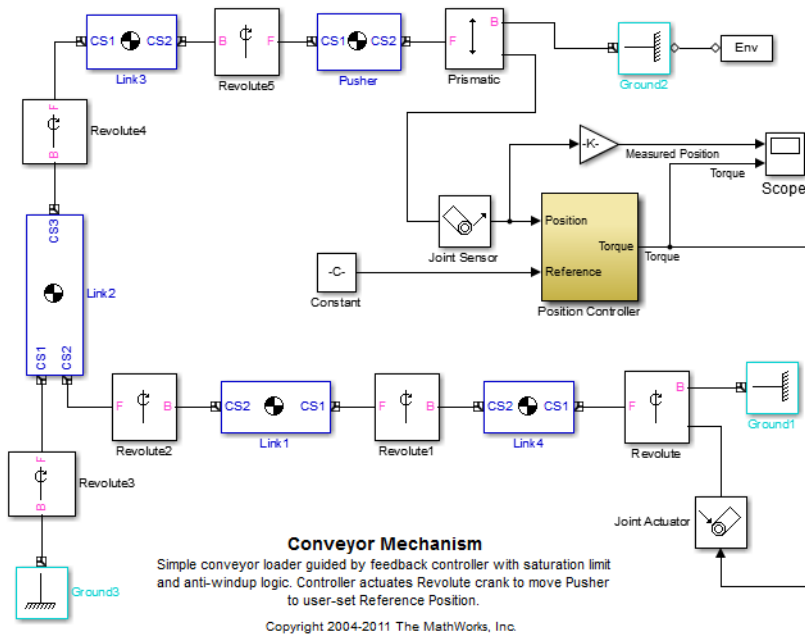 CS1 CS2
Link3
B F
Revolute5
CS1 CS2
Pusher
F B
Prismatic
Ground2
Env
F
B
Revolute4
-K-
Measured Position
Torque
Scope
Joint Sensor
Position
Reference
Torque
Torque
Position Controller
-C-
Constant
CS3
Link2
CS1
CS2
F B
Revolute2
CS2 CS1
Link1
F B
Revolute1
CS2 CS1
Link4
F B
Revolute
Ground1
F
B
Revolute3
Joint Actuator
Ground3
Conveyor Mechanism
Simple conveyor loader guided by feedback controller with saturation limit
and anti-windup logic. Controller actuates Revolute crank to move Pusher
to user-set Reference Position.
Copyright 2004-2011 The MathWorks, Inc.